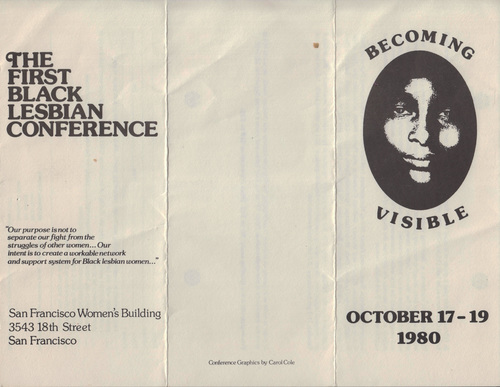 THE
FIRST
BLACK
LESBIAN
CONFERENCE
"Our purpose is not to
separate our fight from the
struggles of other women... Our
intent is to create a workable network
and support system for Black lesbian women..."
San Francisco Women's Building
3543 18th Street
San Francisco
Conference Graphics by Carol Cole
BECOMING
VISIBLE
OCTOBER 17-19
1980